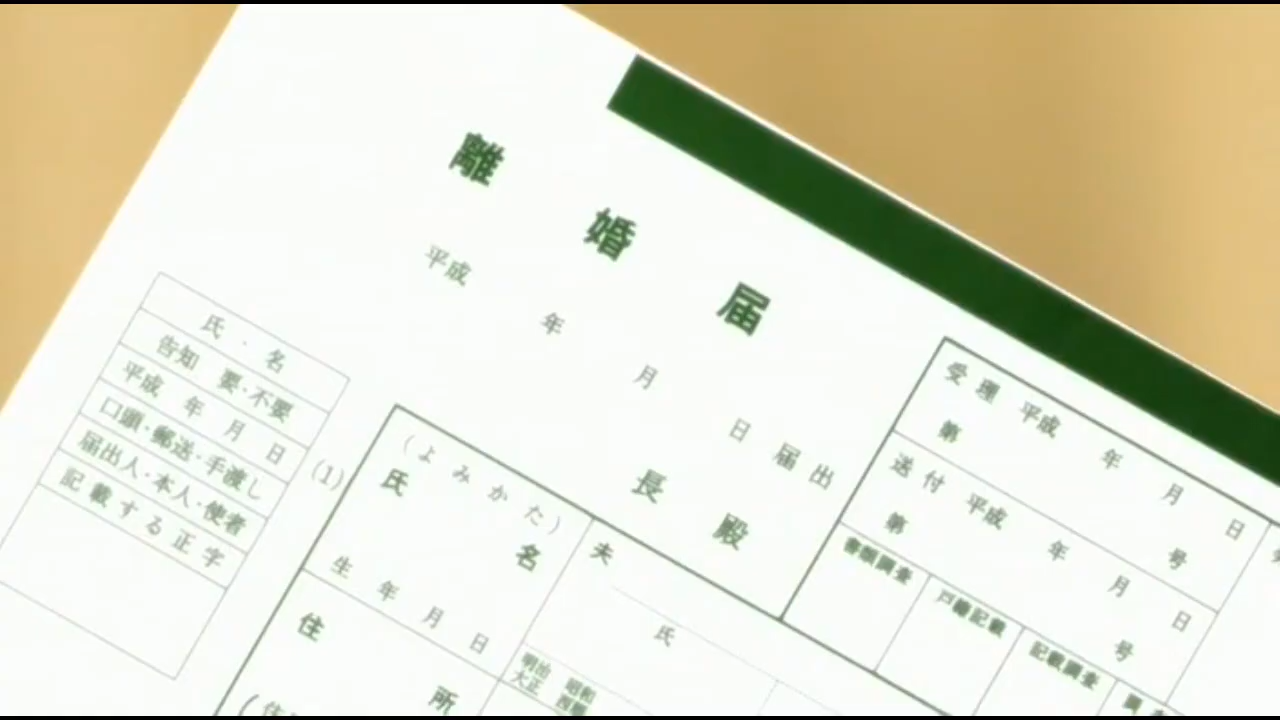 離婚届
平成 年 月 日 届出
長殿
受理 平成 年 月 日
第 号
送付 平成 年 月 日
第 号
書類調査 戸籍記載 記載調査
氏・名
告知 要・不要
平成 年 月 日
口頭・郵送・手渡し
届出人・本人・使者
記載する正字
(1)
(よみかた)
氏名
夫
氏
生年月日
明治 昭和
大正 西暦
住所